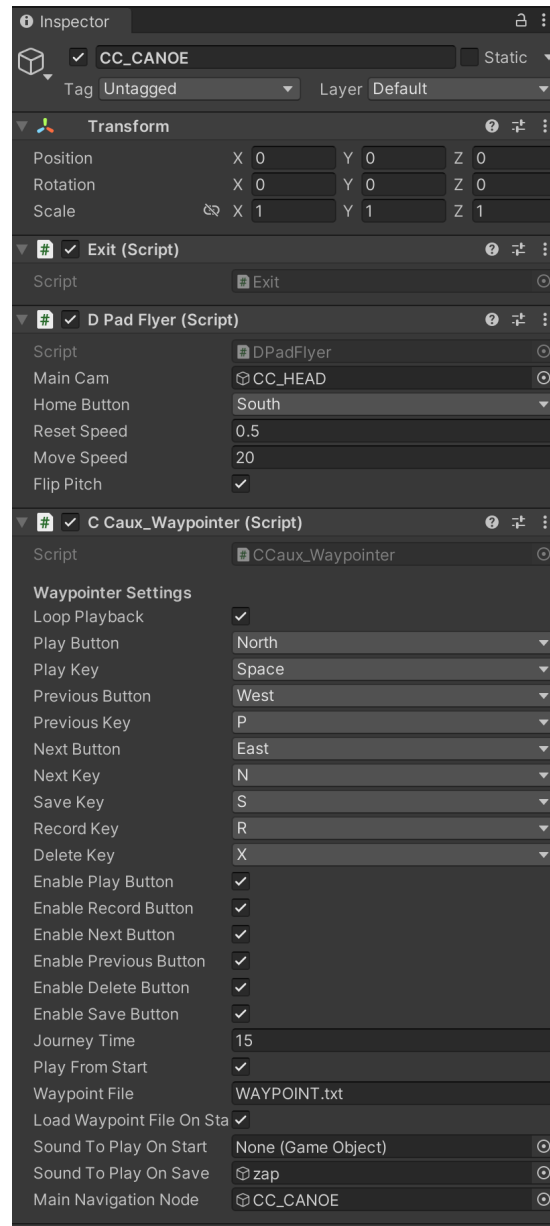 Inspector
CC_CANOE Static
Tag Untagged Layer Default
Transform
Position X 0 Y 0 Z 0
Rotation X 0 Y 0 Z 0
Scale X 1 Y 1 Z 1
# Exit (Script)
Script # Exit
# D Pad Flyer (Script)
Script # DPadFlyer
Main Cam CC_HEAD
Home Button South
Reset Speed 0.5
Move Speed 20
Flip Pitch
# C Caux_Waypointer (Script)
Script # CCaux_Waypointer
Waypointer Settings
Loop Playback
Play Button North
Play Key Space
Previous Button West
Previous Key P
Next Button East
Next Key N
Save Key S
Record Key R
Delete Key X
Enable Play Button
Enable Record Button
Enable Next Button
Enable Previous Button
Enable Delete Button
Enable Save Button
Journey Time 15
Play From Start
Waypoint File WAYPOINT.txt
Load Waypoint File On Sta
Sound To Play On Start None (Game Object)
Sound To Play On Save zap
Main Navigation Node CC_CANOE